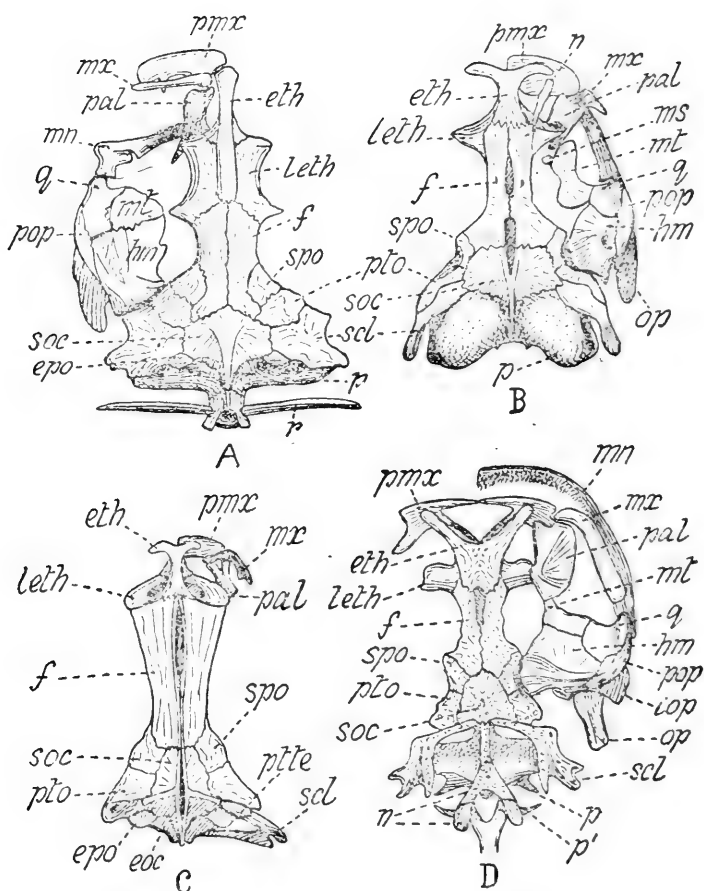 pmx
mx
pal
eth
mn
leth
q
mt
f
pop
hm
spo
pto
soc
scl
epo
r
r
A
pmx
n
mx
pal
eth
ms
leth
mt
q
f
pop
hm
spo
pto
soc
scl
op
p
B
pmx
eth
mx
leth
pal
f
spo
soc
ptte
pto
scl
epo
eoc
C
mn
pmx
mx
pal
eth
mt
leth
f
q
hm
spo
pop
pto
iop
soc
op
scl
n
p
p'
D